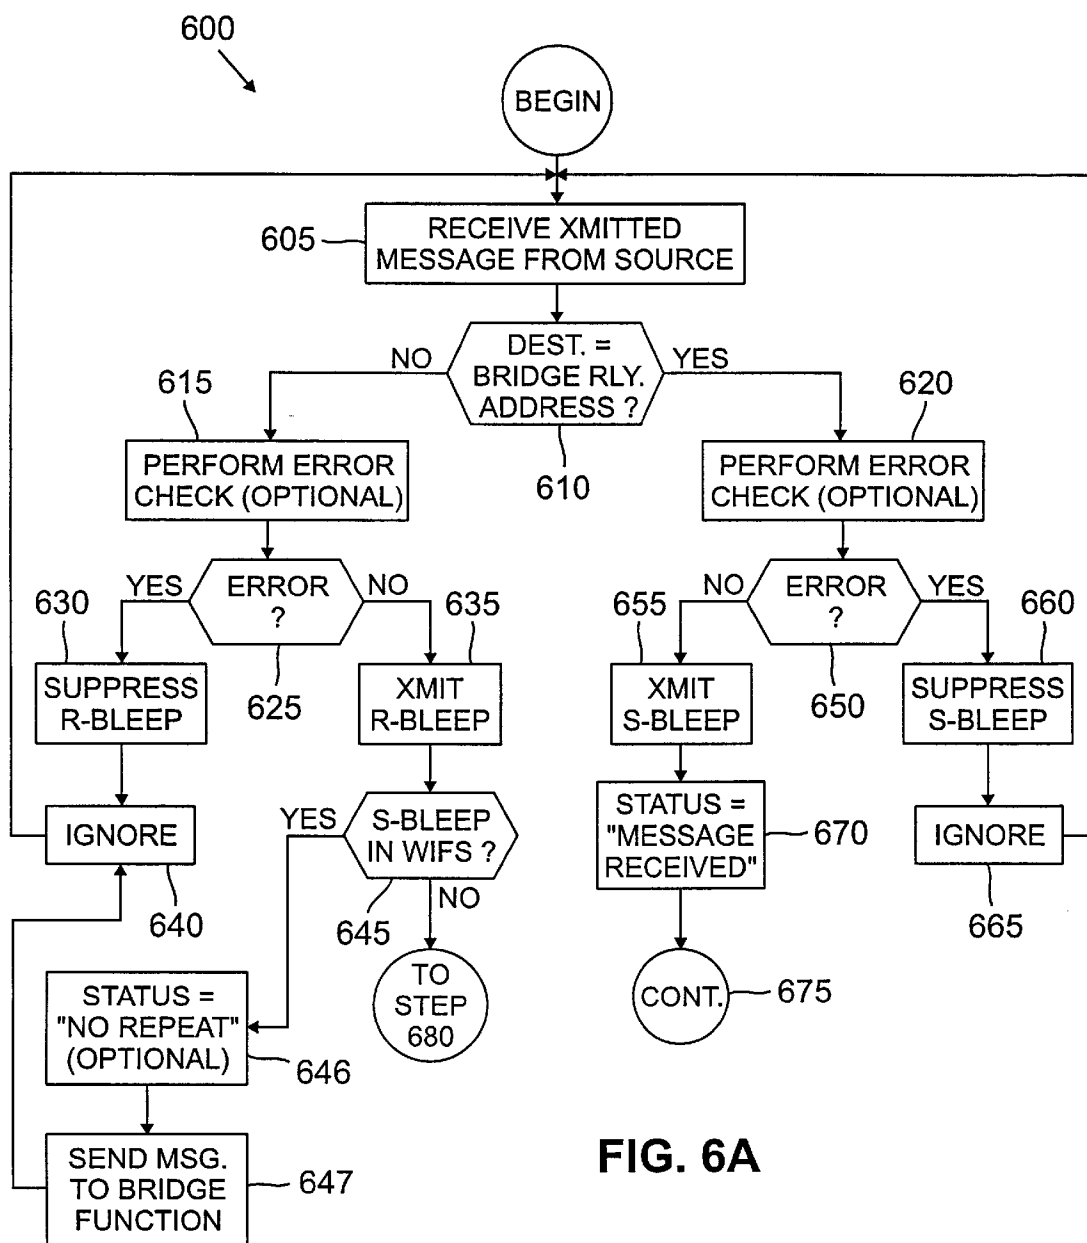 600
BEGIN
605
RECEIVE XMITTED
MESSAGE FROM SOURCE
NO
DEST. =
BRIDGE RLY.
ADDRESS ?
YES
610
615
PERFORM ERROR
CHECK (OPTIONAL)
620
PERFORM ERROR
CHECK (OPTIONAL)
YES
ERROR
?
NO
625
NO
ERROR
?
YES
650
630
SUPPRESS
R-BLEEP
635
XMIT
R-BLEEP
655
XMIT
S-BLEEP
660
SUPPRESS
S-BLEEP
IGNORE
640
YES
S-BLEEP
IN WIFS ?
NO
645
STATUS =
"MESSAGE
RECEIVED"
670
IGNORE
665
TO
STEP
680
CONT.
675
STATUS =
"NO REPEAT"
(OPTIONAL)
646
SEND MSG.
TO BRIDGE
FUNCTION
647
FIG. 6A